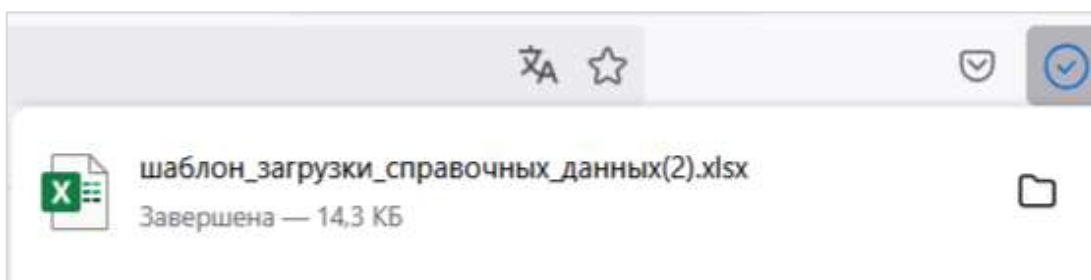 шаблон_загрузки_справочных_данных(2).xlsx
Завершена — 14,3 КБ